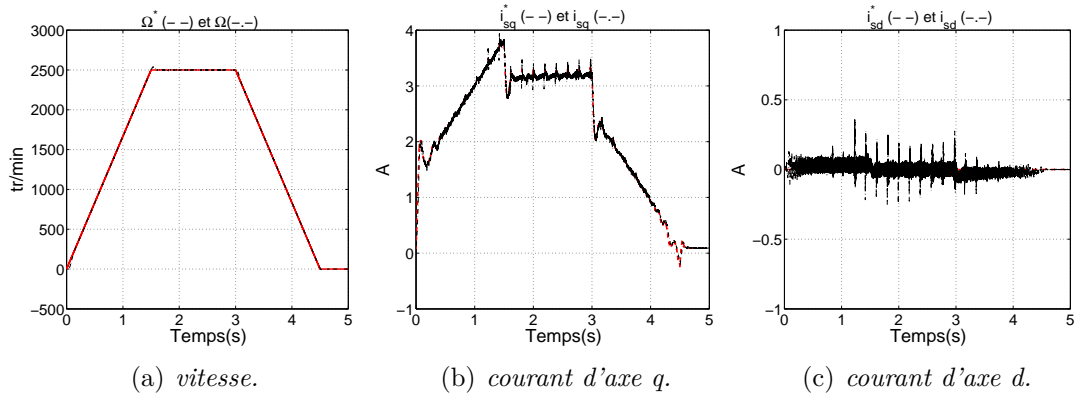 Ω* (− −) et Ω(−.−)
3000
2500
2000
1500
1000
500
0
−500
tr/min
0 1 2 3 4 5
Temps(s)
(a) vitesse.
i*sq (− −) et isq (−.−)
4
3
2
1
0
−1
A
0 1 2 3 4 5
Temps(s)
(b) courant d'axe q.
i*sd (− −) et isd (−.−)
1
0.5
0
−0.5
−1
A
0 1 2 3 4 5
Temps(s)
(c) courant d'axe d.